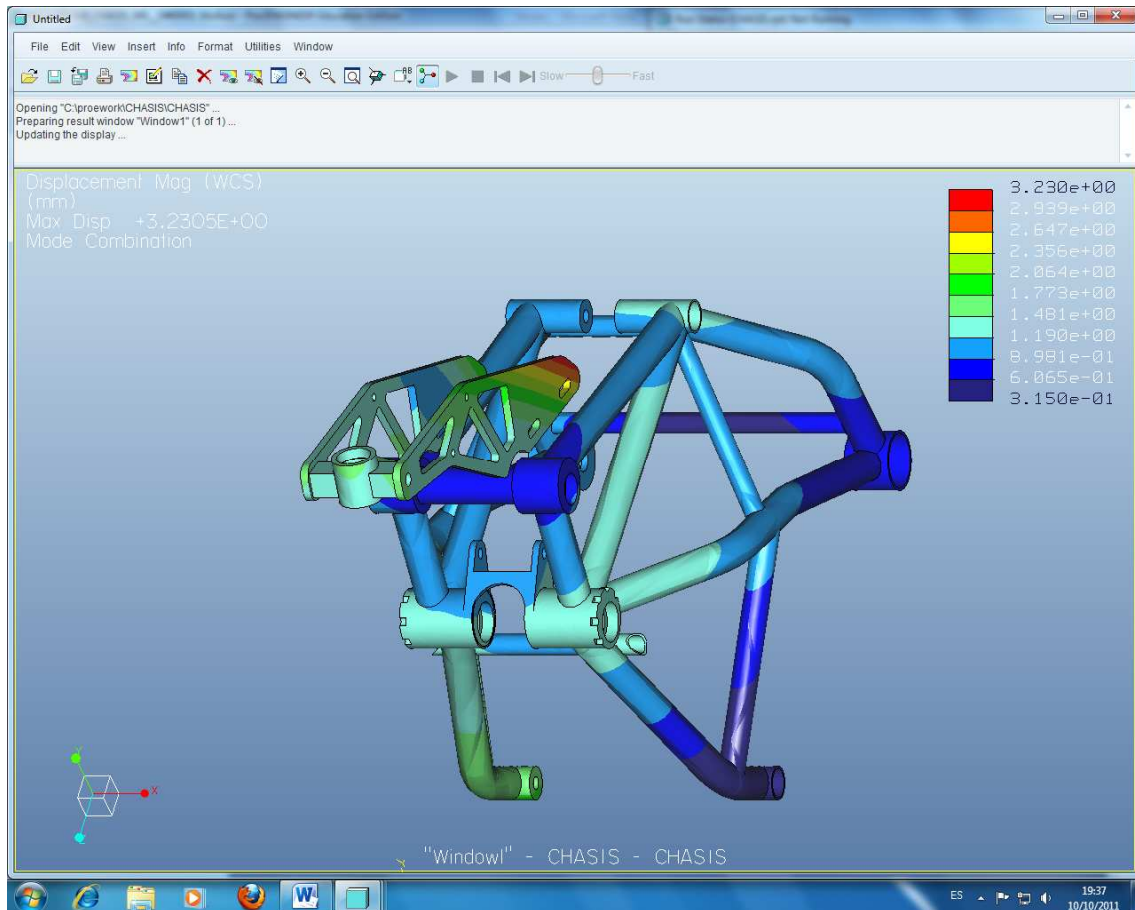 Untitled
File Edit View Insert Info Format Utilities Window
Slow Fast
Opening "C:\proework\CHASIS\CHASIS" ...
Preparing result window "Window1" (1 of 1) ...
Updating the display ...
Displacement Mag (WCS)
(mm)
Max Disp +3.2305E+00
Mode Combination
3.230e+00
2.939e+00
2.647e+00
2.356e+00
2.064e+00
1.773e+00
1.481e+00
1.190e+00
8.981e-01
6.065e-01
3.150e-01
Y
X
Z
"Window1" - CHASIS - CHASIS
ES
19:37
10/10/2011